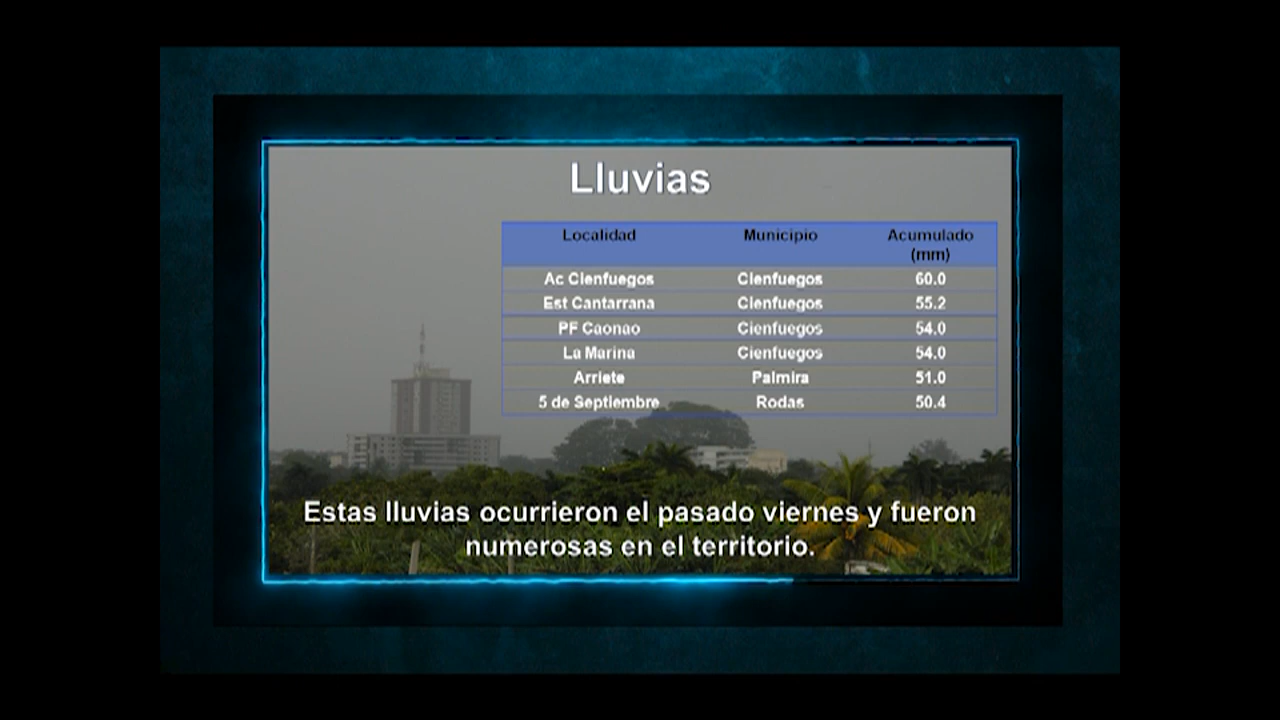 Lluvias
Localidad Municipio Acumulado
(mm)
Ac Cienfuegos Cienfuegos 60.0
Est Cantarrana Cienfuegos 55.2
PF Caonao Cienfuegos 54.0
La Marina Cienfuegos 54.0
Arriete Palmira 51.0
5 de Septiembre Rodas 50.4
Estas lluvias ocurrieron el pasado viernes y fueron
numerosas en el territorio.